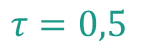 τ = 0,5